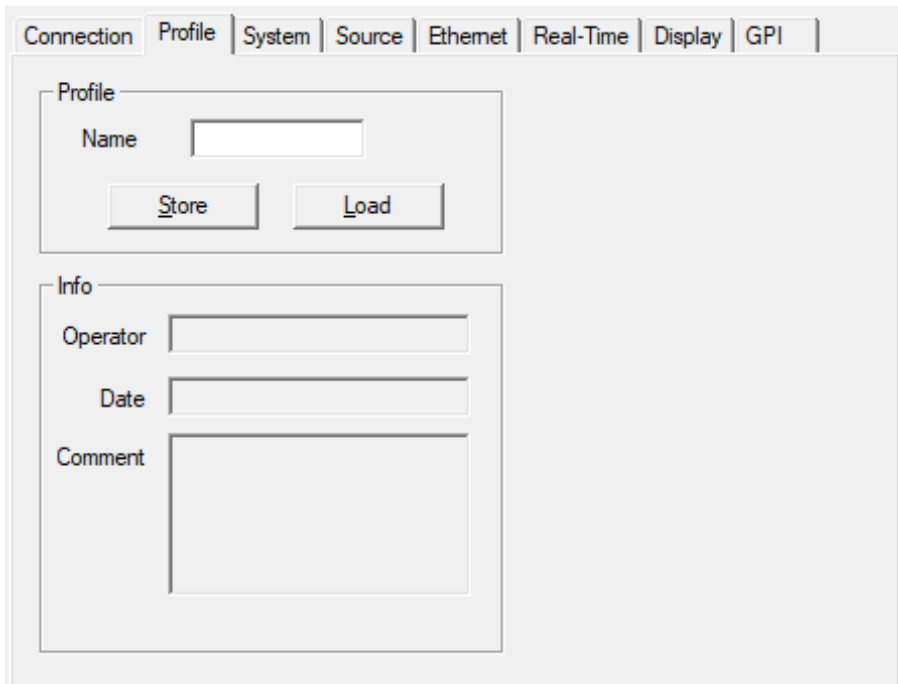 Connection Profile System Source Ethernet Real-Time Display GPI
Profile
Name
Store Load
Info
Operator
Date
Comment